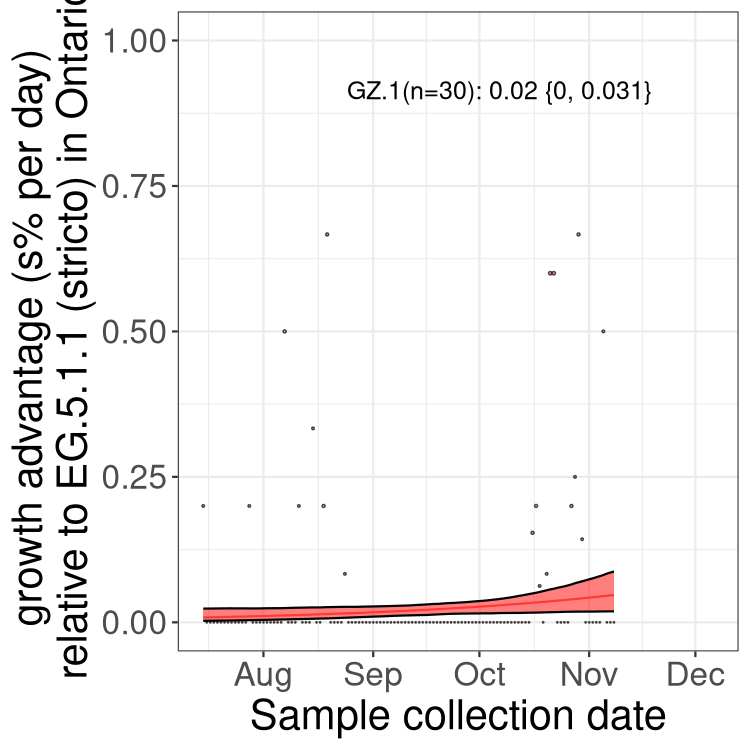 growth advantage (s% per day)
relative to EG.5.1.1 (stricto) in Ontario
1.00
0.75
0.50
0.25
0.00
GZ.1(n=30): 0.02 {0, 0.031}
Aug Sep Oct Nov Dec
Sample collection date